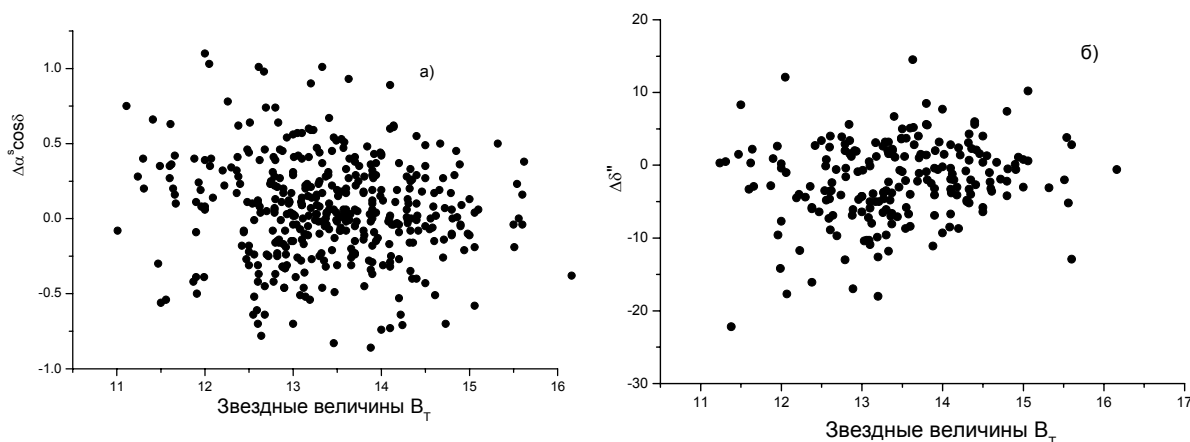 а)
Δα^s cosδ
1.0
0.5
0.0
-0.5
-1.0
11 12 13 14 15 16
Звездные величины B_T
б)
Δδ"
20
10
0
-10
-20
-30
11 12 13 14 15 16 17
Звездные величины B_T